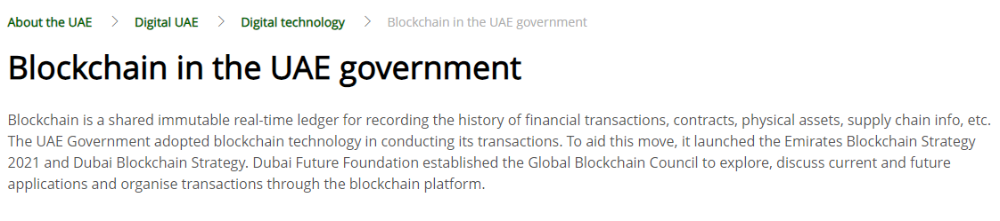 About the UAE > Digital UAE > Digital technology > Blockchain in the UAE government
Blockchain in the UAE government
Blockchain is a shared immutable real-time ledger for recording the history of financial transactions, contracts, physical assets, supply chain info, etc.
The UAE Government adopted blockchain technology in conducting its transactions. To aid this move, it launched the Emirates Blockchain Strategy
2021 and Dubai Blockchain Strategy. Dubai Future Foundation established the Global Blockchain Council to explore, discuss current and future
applications and organise transactions through the blockchain platform.